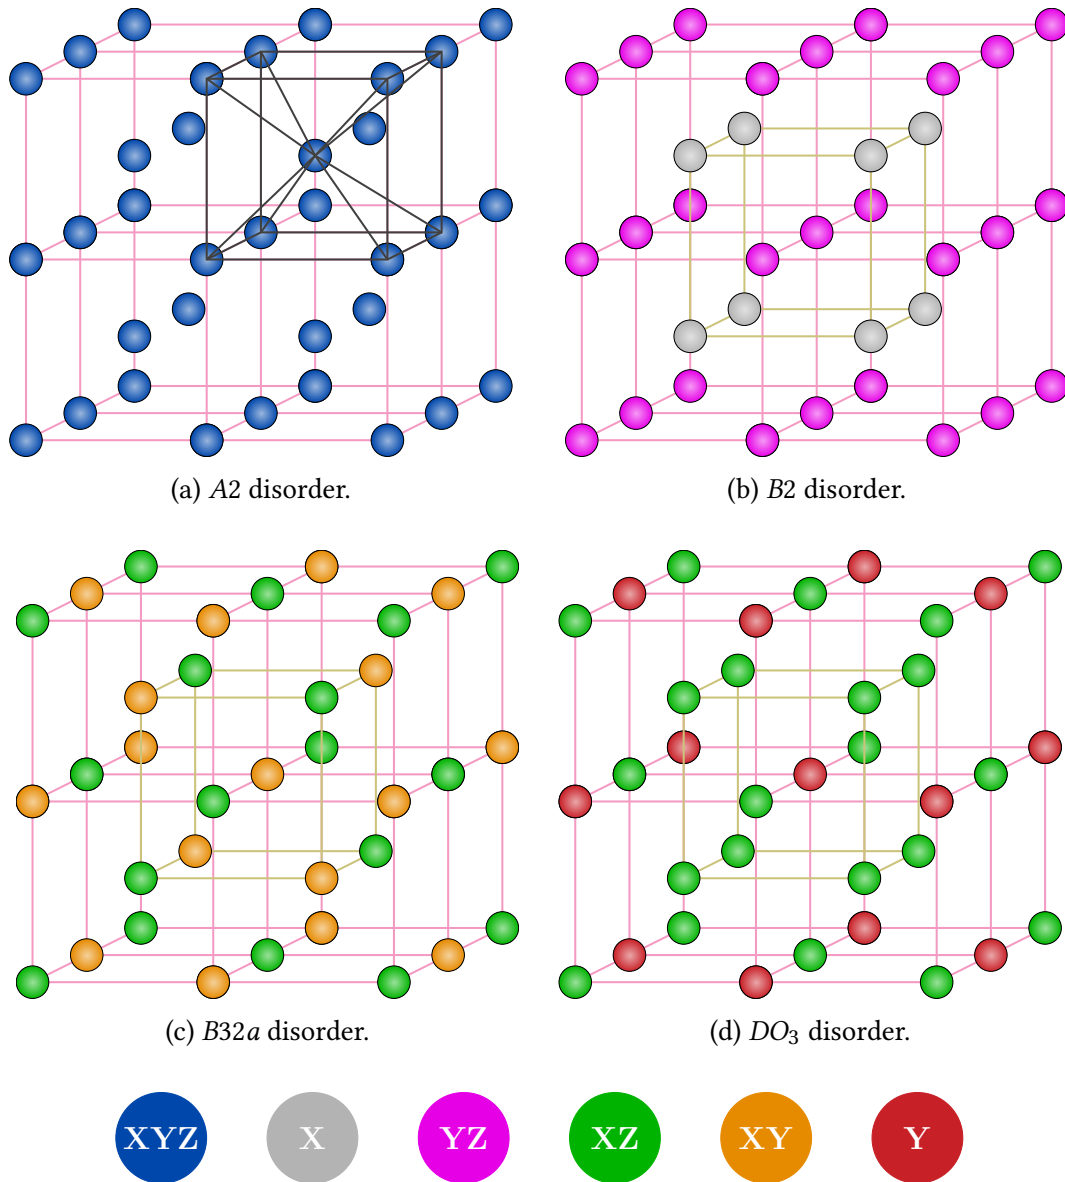 (a) A2 disorder.
(b) B2 disorder.
(c) B32a disorder.
(d) DO₃ disorder.
XYZ X YZ XZ XY Y